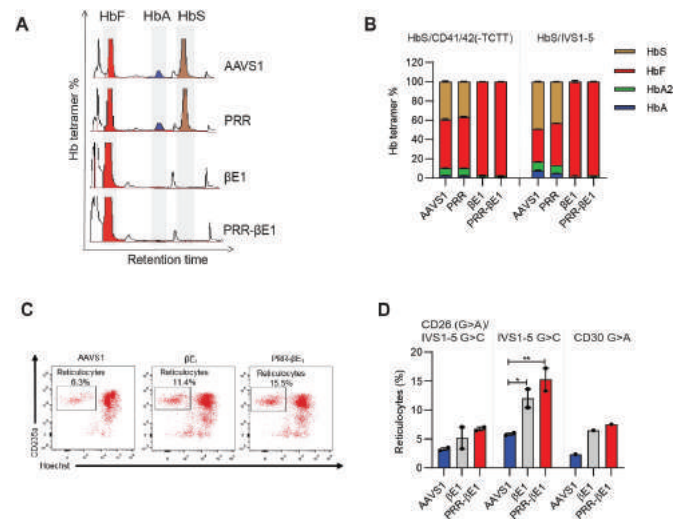 A
HbF
HbA
HbS
Hb tetramer %
AAVS1
PRR
βE1
PRR-βE1
Retention time
B
HbS/CD41/42(-TCTT)
HbS/IVS1-5
Hb tetramer %
120
100
80
60
40
20
0
AAVS1
PRR
βE1
PRR-βE1
AAVS1
PRR
βE1
PRR-βE1
HbS
HbF
HbA2
HbA
C
AAVS1
βE1
PRR-βE1
Reticulocytes
6.3%
Reticulocytes
11.4%
Reticulocytes
15.5%
CD235a
Hoechst
D
CD26 (G>A)/
IVS1-5 G>C
IVS1-5 G>C
CD30 G>A
Reticulocytes (%)
20
15
10
5
0
*
**
AAVS1
βE1
PRR-βE1
AAVS1
βE1
PRR-βE1
AAVS1
βE1
PRR-βE1